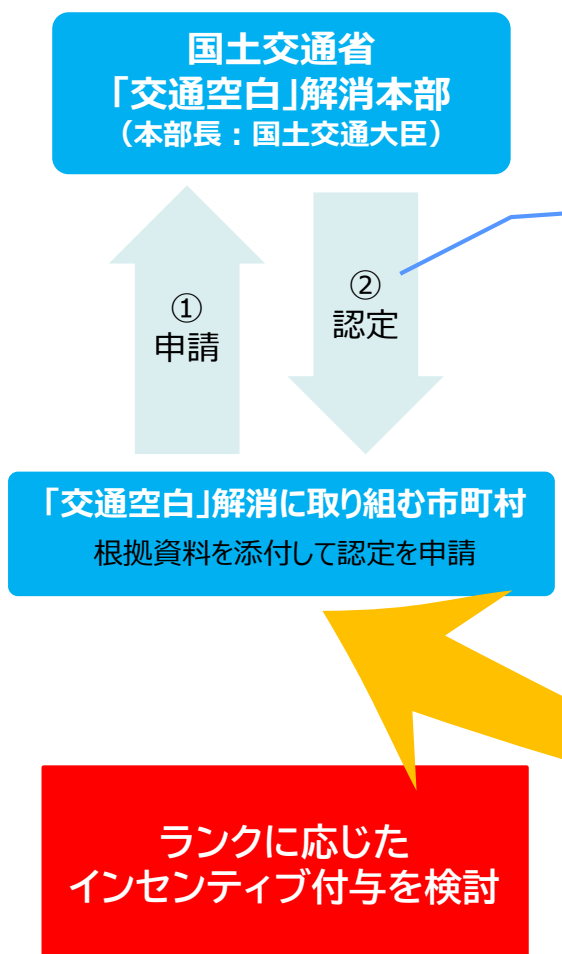 国土交通省
「交通空白」解消本部
（本部長：国土交通大臣）
①
申請
②
認定
「交通空白」解消に取り組む市町村
根拠資料を添付して認定を申請
ランクに応じた
インセンティブ付与を検討